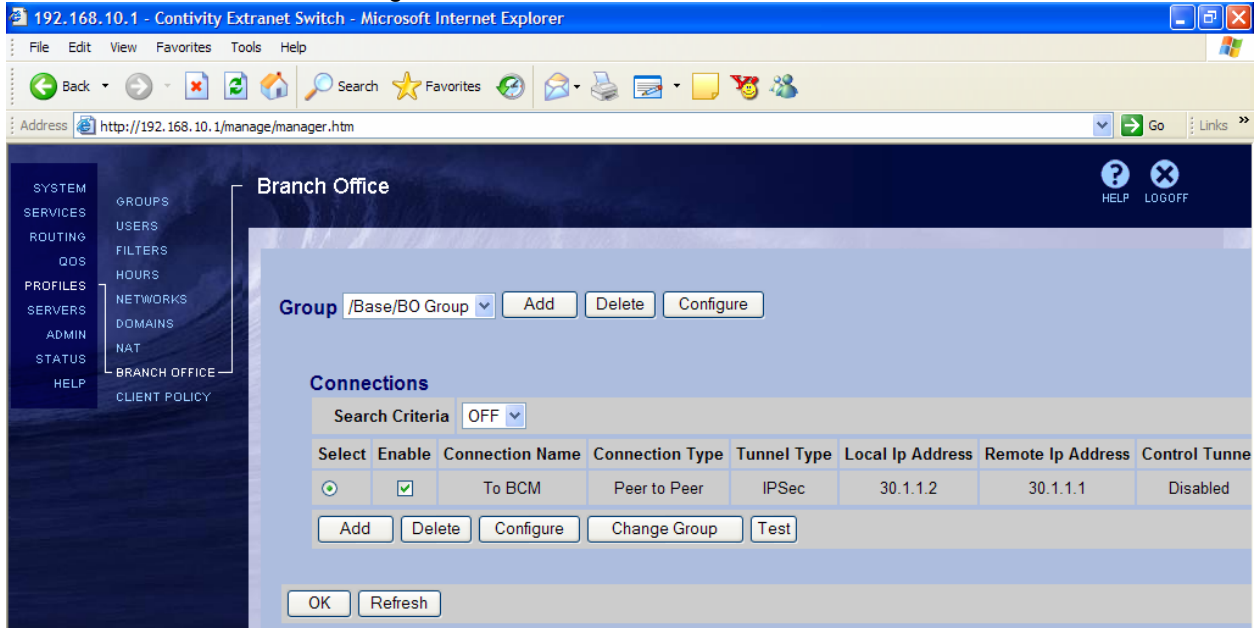 192.168.10.1 - Contivity Extranet Switch - Microsoft Internet Explorer
File Edit View Favorites Tools Help
Back Search Favorites
Address http://192.168.10.1/manage/manager.htm Go Links »
SYSTEM
SERVICES
ROUTING
QOS
PROFILES
SERVERS
ADMIN
STATUS
HELP
GROUPS
USERS
FILTERS
HOURS
NETWORKS
DOMAINS
NAT
BRANCH OFFICE
CLIENT POLICY
Branch Office
HELP LOGOFF
Group /Base/BO Group Add Delete Configure
Connections
Search Criteria OFF
Select Enable Connection Name Connection Type Tunnel Type Local Ip Address Remote Ip Address Control Tunne
To BCM Peer to Peer IPSec 30.1.1.2 30.1.1.1 Disabled
Add Delete Configure Change Group Test
OK Refresh